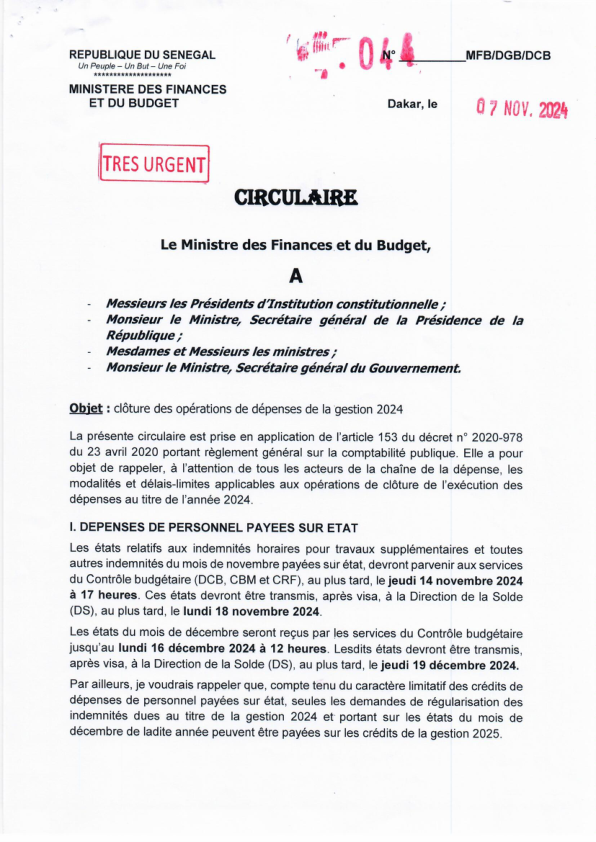 REPUBLIQUE DU SENEGAL
Un Peuple – Un But – Une Foi
********************
MINISTERE DES FINANCES
ET DU BUDGET
N° 044 MFB/DGB/DCB
Dakar, le 07 NOV. 2024
TRES URGENT
CIRCULAIRE
Le Ministre des Finances et du Budget,
A
- Messieurs les Présidents d'Institution constitutionnelle ;
- Monsieur le Ministre, Secrétaire général de la Présidence de la
République ;
- Mesdames et Messieurs les ministres ;
- Monsieur le Ministre, Secrétaire général du Gouvernement.
Objet : clôture des opérations de dépenses de la gestion 2024
La présente circulaire est prise en application de l'article 153 du décret n° 2020-978
du 23 avril 2020 portant règlement général sur la comptabilité publique. Elle a pour
objet de rappeler, à l'attention de tous les acteurs de la chaîne de la dépense, les
modalités et délais-limites applicables aux opérations de clôture de l'exécution des
dépenses au titre de l'année 2024.
I. DEPENSES DE PERSONNEL PAYEES SUR ETAT
Les états relatifs aux indemnités horaires pour travaux supplémentaires et toutes
autres indemnités du mois de novembre payées sur état, devront parvenir aux services
du Contrôle budgétaire (DCB, CBM et CRF), au plus tard, le jeudi 14 novembre 2024
à 17 heures. Ces états devront être transmis, après visa, à la Direction de la Solde
(DS), au plus tard, le lundi 18 novembre 2024.
Les états du mois de décembre seront reçus par les services du Contrôle budgétaire
jusqu'au lundi 16 décembre 2024 à 12 heures. Lesdits états devront être transmis,
après visa, à la Direction de la Solde (DS), au plus tard, le jeudi 19 décembre 2024.
Par ailleurs, je voudrais rappeler que, compte tenu du caractère limitatif des crédits de
dépenses de personnel payées sur état, seules les demandes de régularisation des
indemnités dues au titre de la gestion 2024 et portant sur les états du mois de
décembre de ladite année peuvent être payées sur les crédits de la gestion 2025.